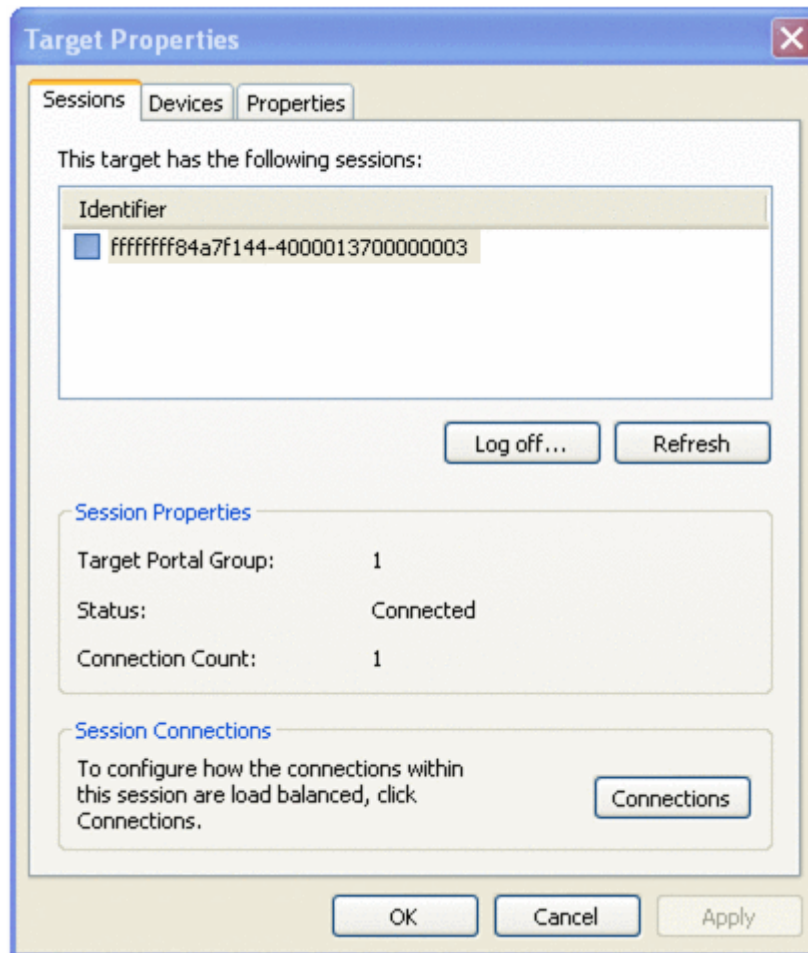 Target Properties
Sessions Devices Properties
This target has the following sessions:
Identifier
ffffffff84a7f144-4000013700000003
Log off... Refresh
Session Properties
Target Portal Group: 1
Status: Connected
Connection Count: 1
Session Connections
To configure how the connections within
this session are load balanced, click
Connections.
Connections
OK Cancel Apply